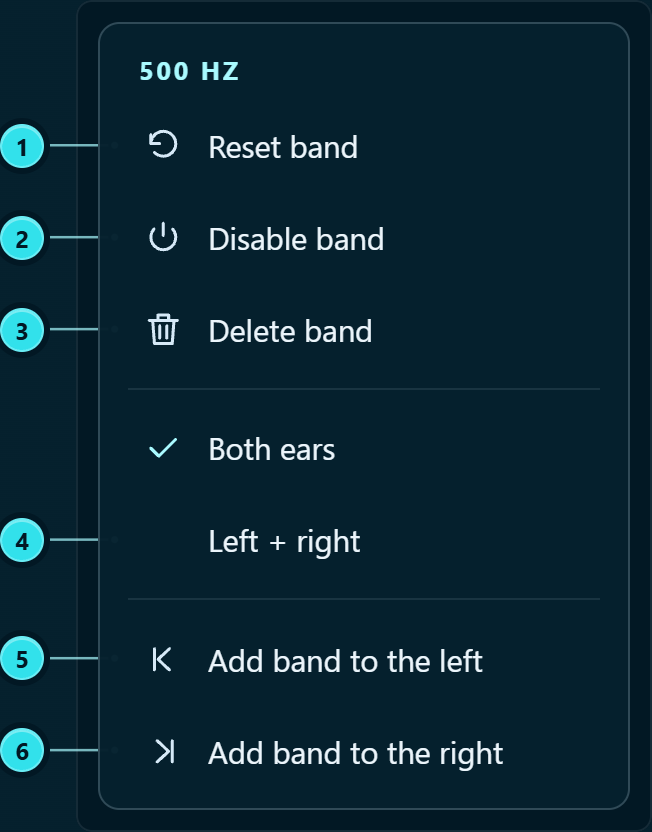 500 HZ
1 Reset band
2 Disable band
3 Delete band
Both ears
4 Left + right
5 Add band to the left
6 Add band to the right